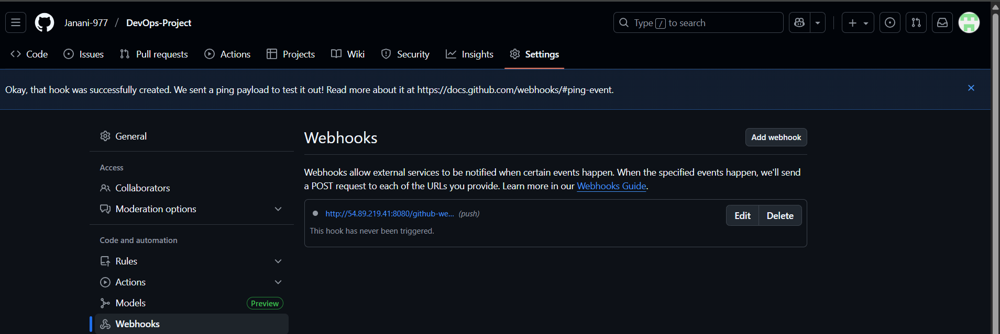 Janani-977 / DevOps-Project
Type / to search
Code Issues Pull requests Actions Projects Wiki Security Insights Settings
Okay, that hook was successfully created. We sent a ping payload to test it out! Read more about it at https://docs.github.com/webhooks/#ping-event.
General
Access
Collaborators
Moderation options
Code and automation
Rules
Actions
Models Preview
Webhooks
Webhooks
Add webhook
Webhooks allow external services to be notified when certain events happen. When the specified events happen, we'll send
a POST request to each of the URLs you provide. Learn more in our Webhooks Guide.
http://54.89.219.41:8080/github-we... (push)
Edit Delete
This hook has never been triggered.